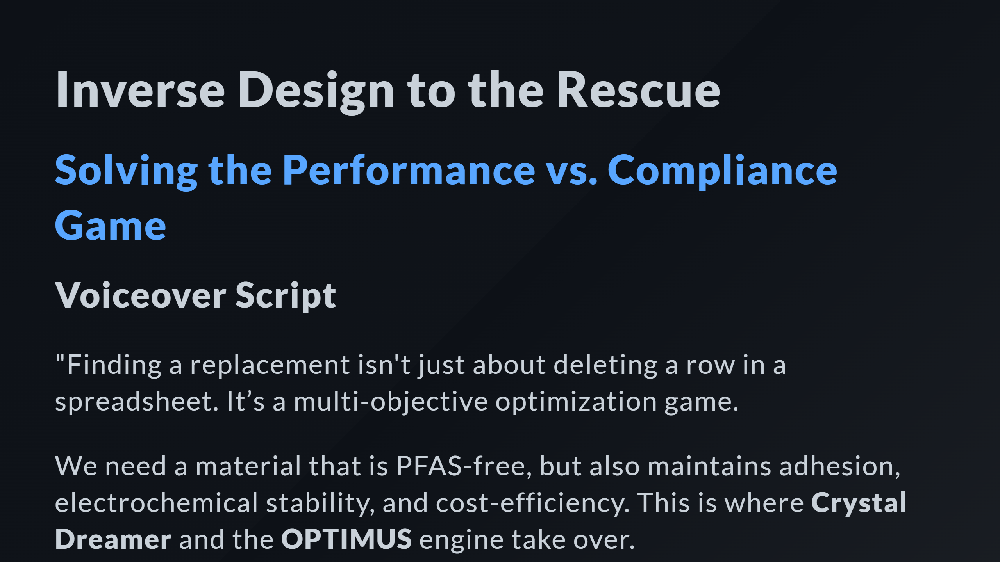 Inverse Design to the Rescue
Solving the Performance vs. Compliance
Game
Voiceover Script
"Finding a replacement isn't just about deleting a row in a
spreadsheet. It’s a multi-objective optimization game.
We need a material that is PFAS-free, but also maintains adhesion,
electrochemical stability, and cost-efficiency. This is where Crystal
Dreamer and the OPTIMUS engine take over.